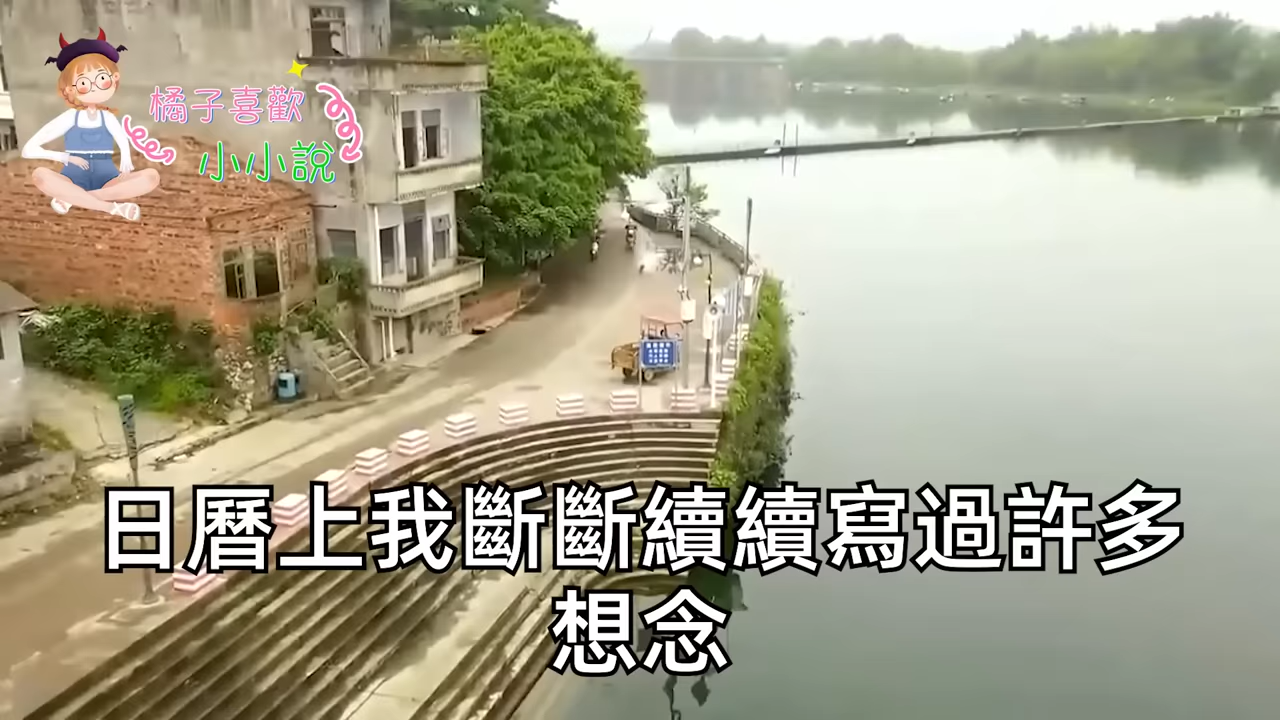 橘子喜歡
小小說
日曆上我斷斷續續寫過許多
想念